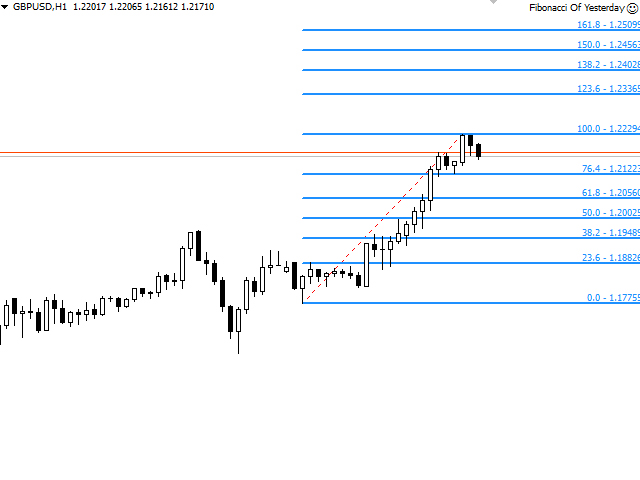 GBPUSD,H1 1.22017 1.22065 1.21612 1.21710
Fibonacci Of Yesterday
161.8 - 1.25099
150.0 - 1.24563
138.2 - 1.24028
123.6 - 1.23365
100.0 - 1.22294
76.4 - 1.21223
61.8 - 1.20560
50.0 - 1.20025
38.2 - 1.19489
23.6 - 1.18826
0.0 - 1.17755